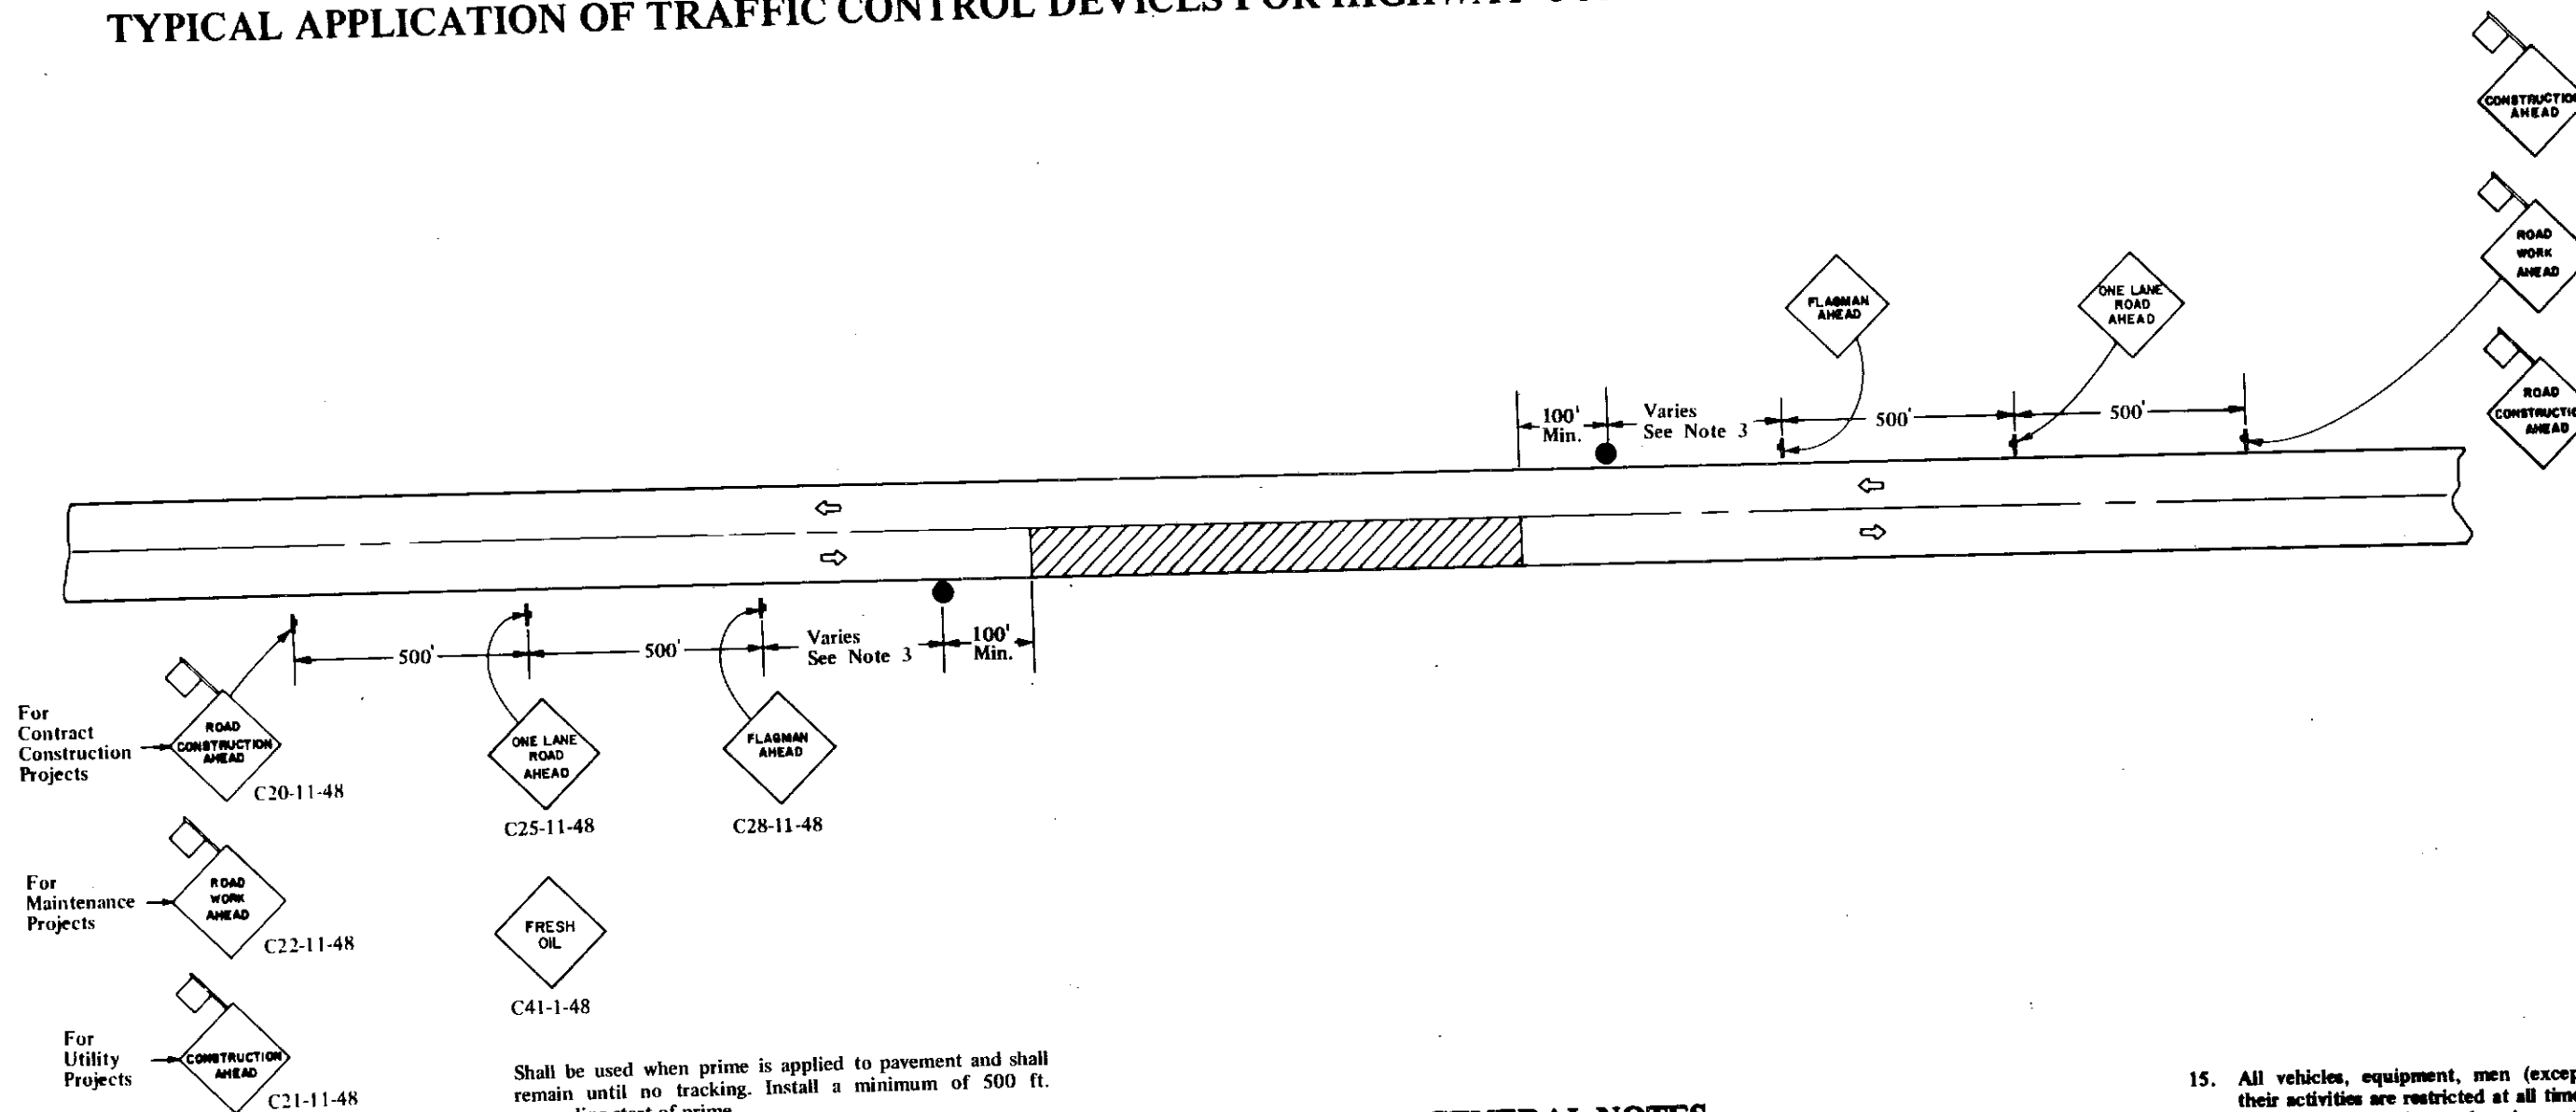 TYPICAL APPLICATION OF TRAFFIC CONTROL DEVICES FOR HIGHWAY
CONSTRUCTION
AHEAD
ROAD
WORK
AHEAD
ROAD
AHEAD
FLAGMAN
AHEAD
ONE LANE
ROAD
AHEAD
100'
Min.
Varies
See Note 3
500'
500'
500'
500'
Varies
See Note 3
100'
Min.
For
Contract
Construction
Projects
ROAD
CONSTRUCTION
AHEAD
C20-11-48
ONE LANE
ROAD
AHEAD
C25-11-48
FLAGMAN
AHEAD
C28-11-48
For
Maintenance
Projects
ROAD
WORK
AHEAD
C22-11-48
FRESH
OIL
C41-1-48
For
Utility
Projects
CONSTRUCTION
AHEAD
C21-11-48
Shall be used when prime is applied to pavement and shall
remain until no tracking. Install a minimum of 500 ft.
start of prime
GENERAL NOTES
15. All vehicles, equipment, men
their activities are restricted at all